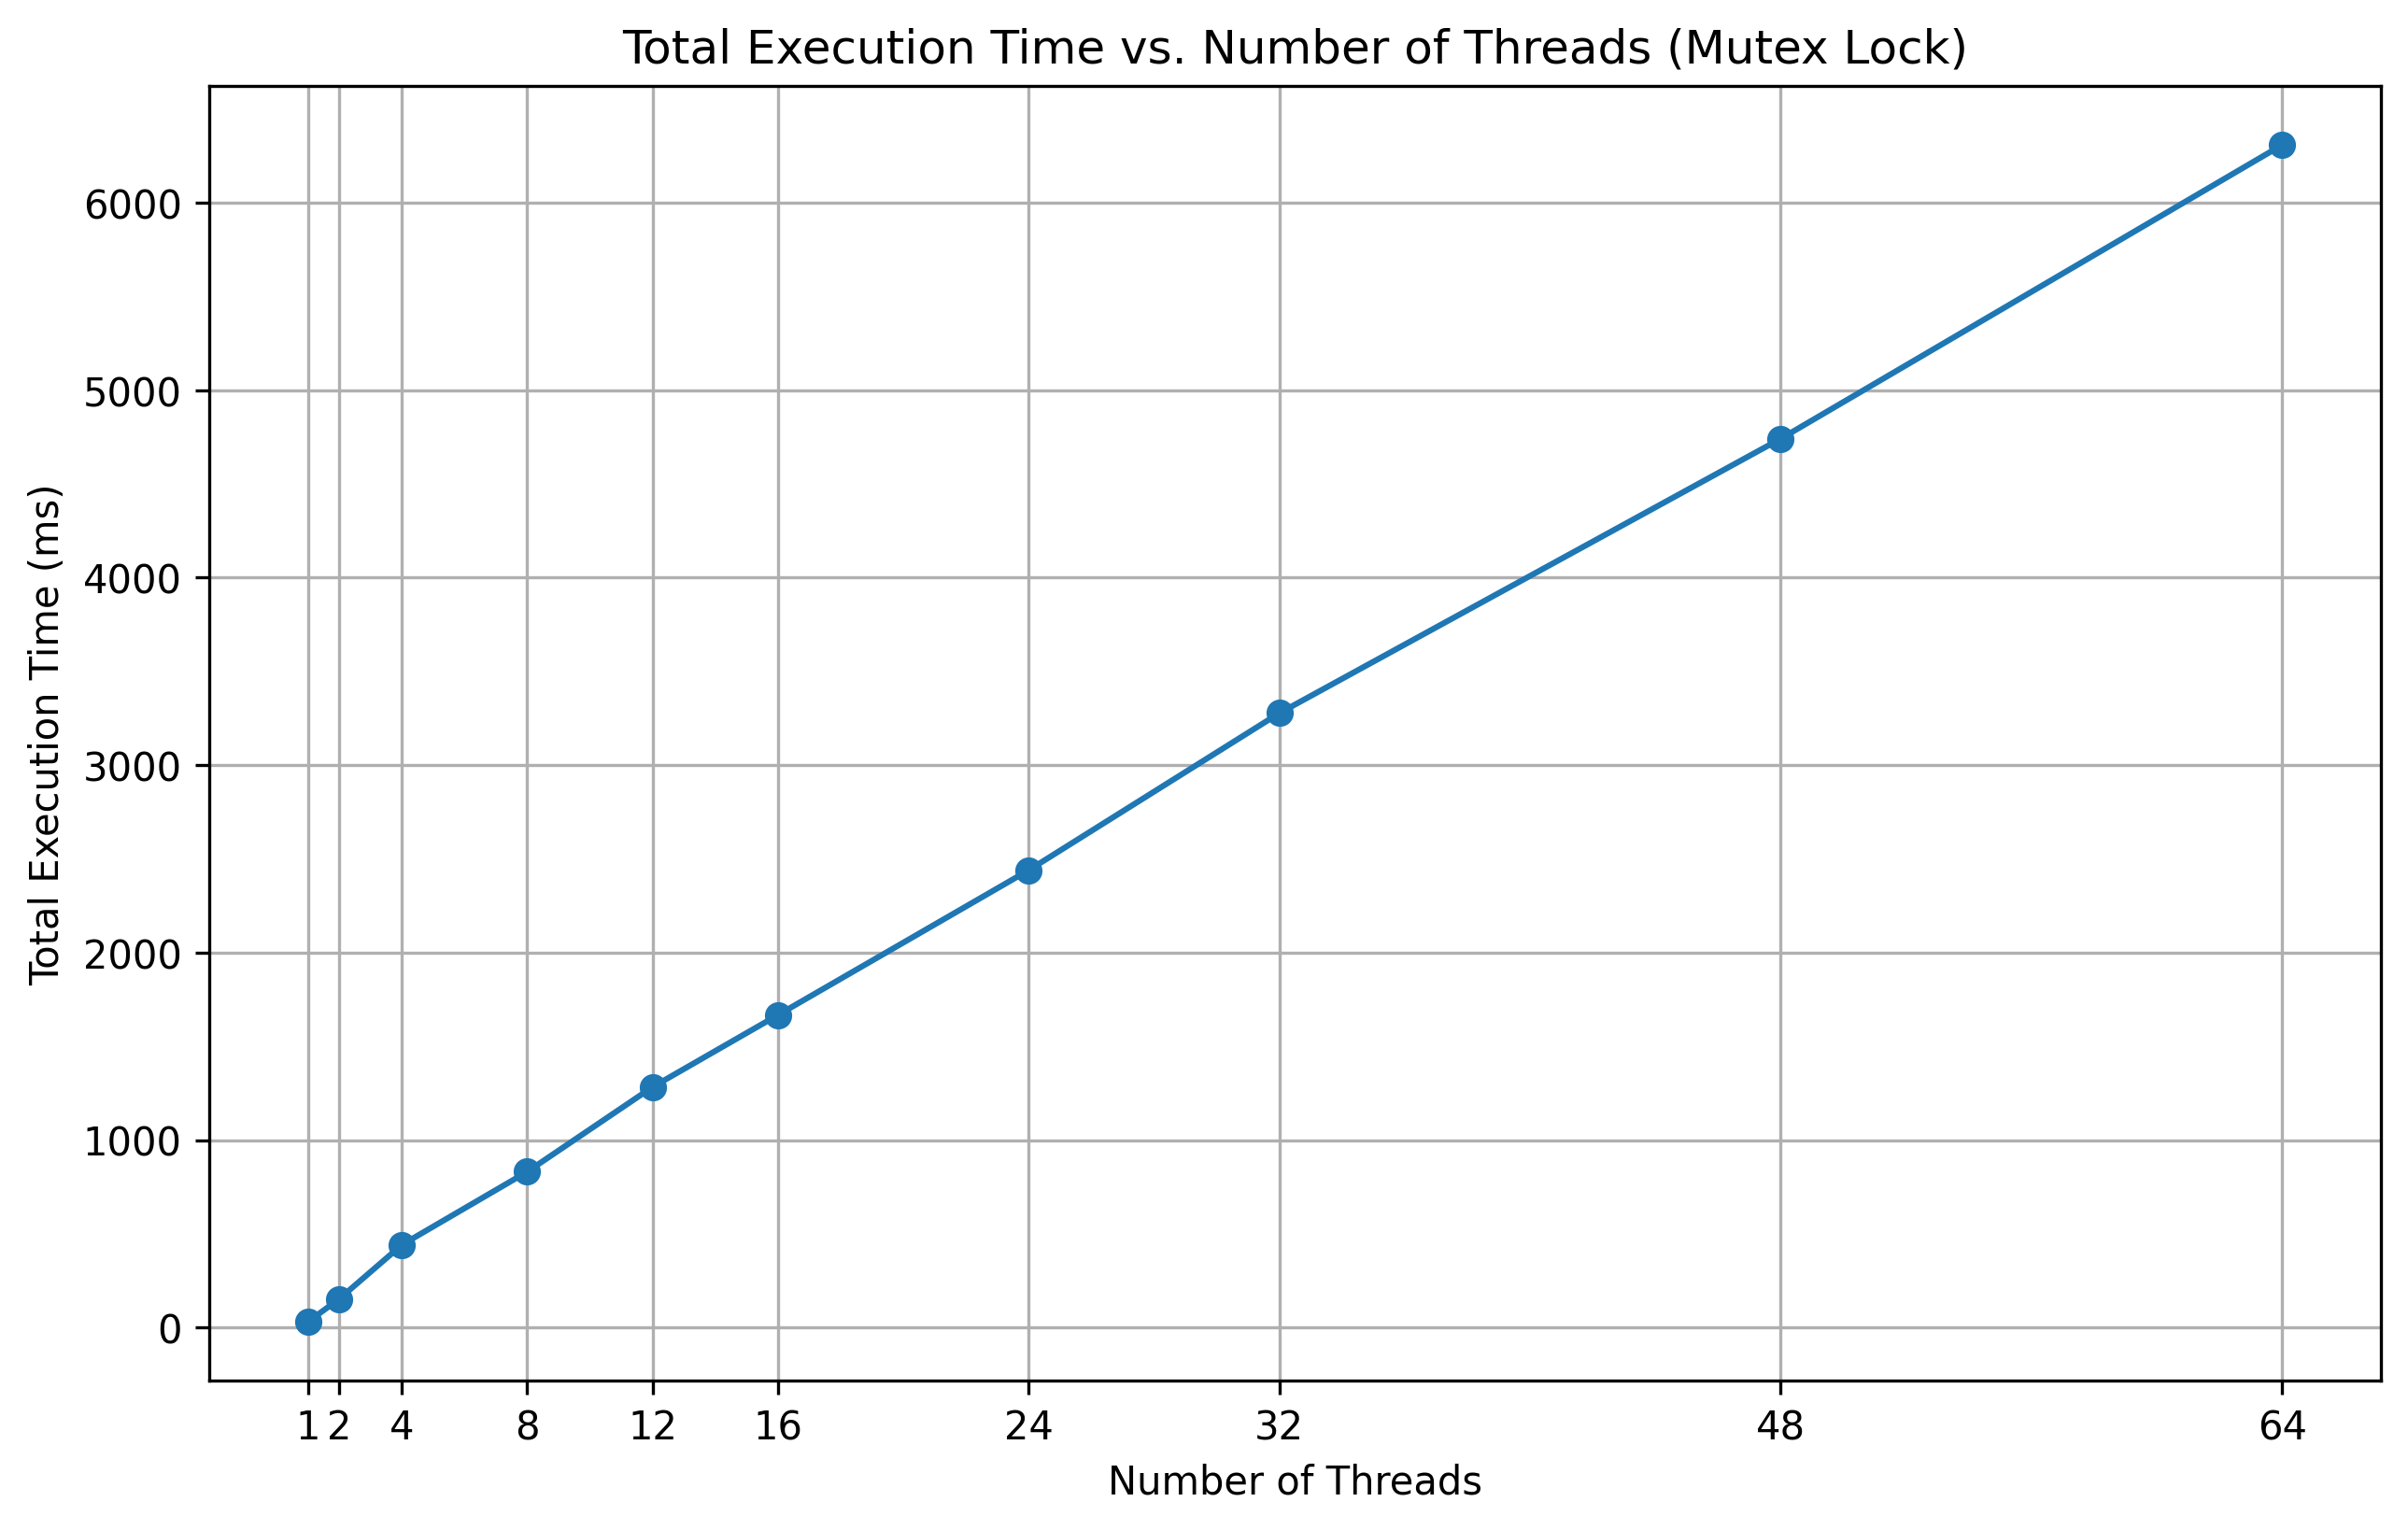 Total Execution Time vs. Number of Threads (Mutex Lock)
Total Execution Time (ms)
6000
5000
4000
3000
2000
1000
0
1 2 4 8 12 16 24 32 48 64
Number of Threads